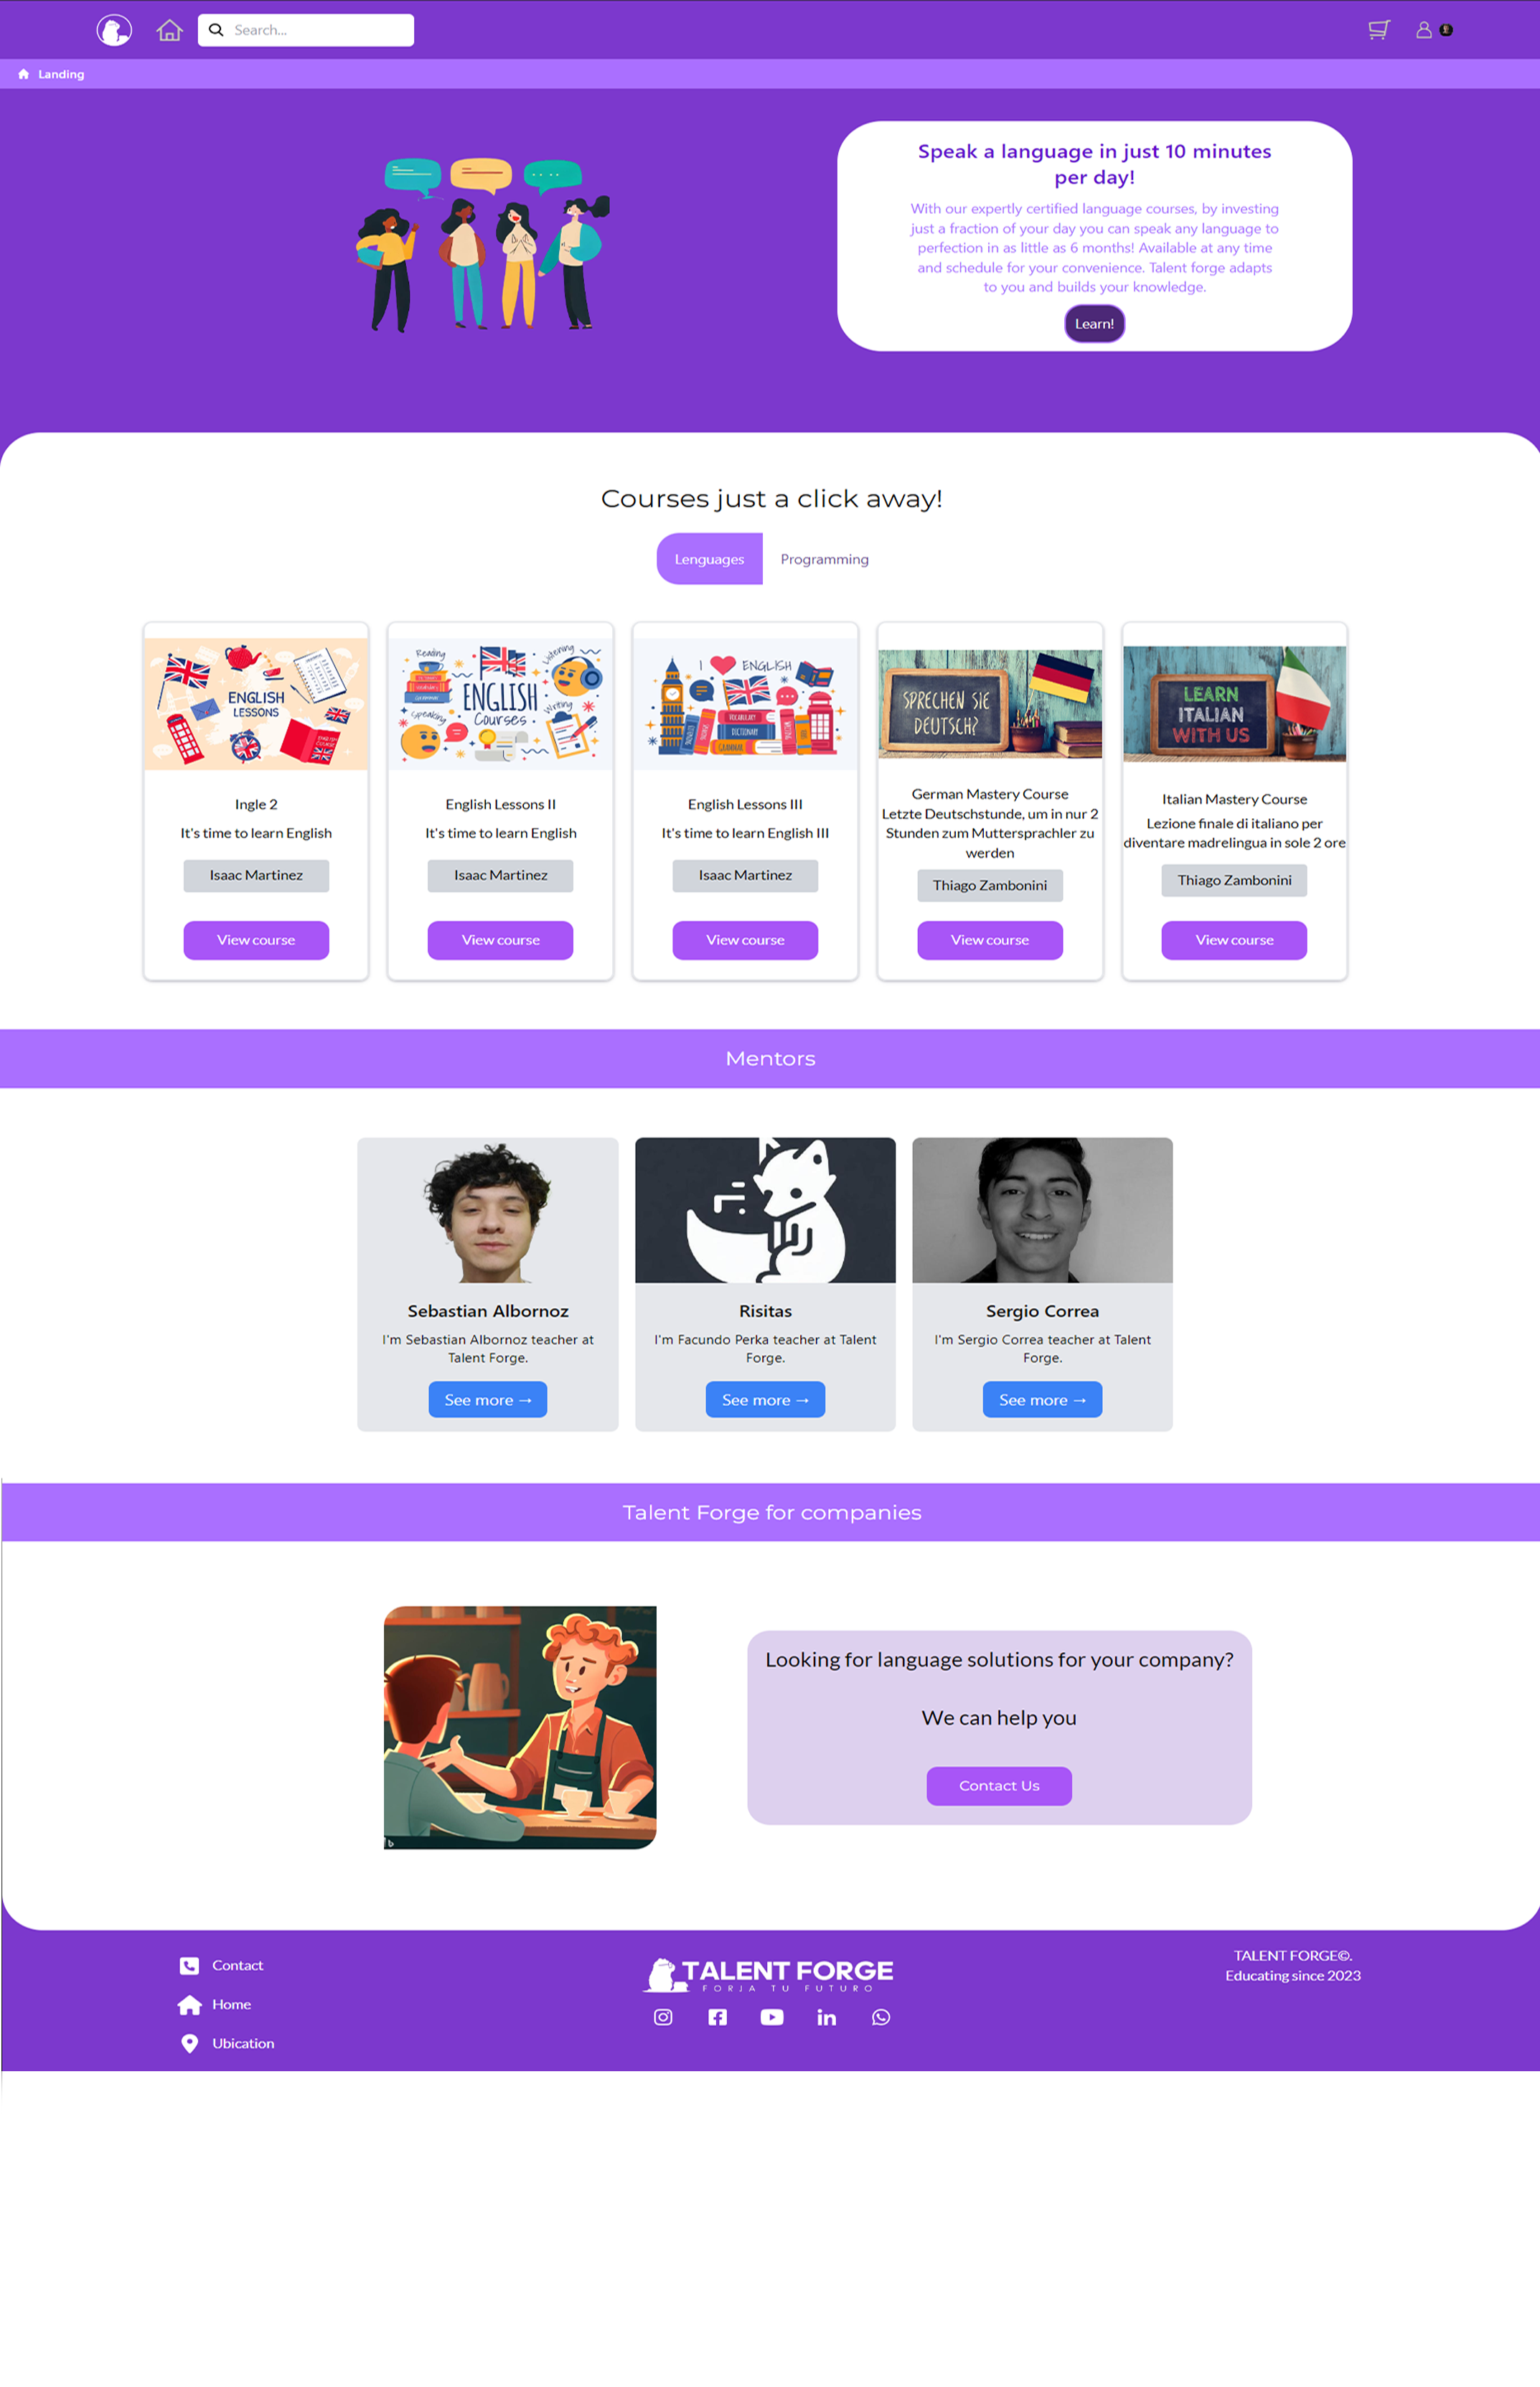 Search...
Landing
Speak a language in just 10 minutes
per day!
With our expertly certified language courses, by investing
just a fraction of your day you can speak any language to
perfection in as little as 6 months! Available at any time
and schedule for your convenience. Talent forge adapts
to you and builds your knowledge.
Learn!
Courses just a click away!
Lenguages
Programming
ENGLISH
LESSONS
Ingle 2
It's time to learn English
Isaac Martinez
View course
Reading
Listening
ENGLISH
Courses
Speaking
Writing
English Lessons II
It's time to learn English
Isaac Martinez
View course
I ENGLISH
VOCABULARY
DICTIONARY
GRAMMAR
English Lessons III
It's time to learn English III
Isaac Martinez
View course
SPRECHEN SIE
DEUTSCH?
German Mastery Course
Letzte Deutschstunde, um in nur 2
Stunden zum Muttersprachler zu
werden
Thiago Zambonini
View course
LEARN
ITALIAN
WITH US
Italian Mastery Course
Lezione finale di italiano per
diventare madrelingua in sole 2 ore
Thiago Zambonini
View course
Mentors
Sebastian Albornoz
I'm Sebastian Albornoz teacher at
Talent Forge.
See more →
Risitas
I'm Facundo Perka teacher at Talent
Forge.
See more →
Sergio Correa
I'm Sergio Correa teacher at Talent
Forge.
See more →
Talent Forge for companies
Looking for language solutions for your company?
We can help you
Contact Us
Contact
Home
Ubication
TALENT FORGE
FORJA TU FUTURO
TALENT FORGE©.
Educating since 2023